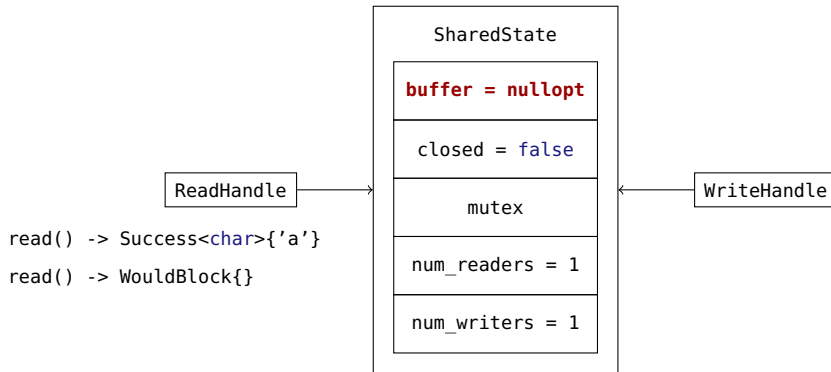 SharedState
buffer = nullopt
closed = false
mutex
num_readers = 1
num_writers = 1
ReadHandle
WriteHandle
read() -> Success<char>{’a’}
read() -> WouldBlock{}